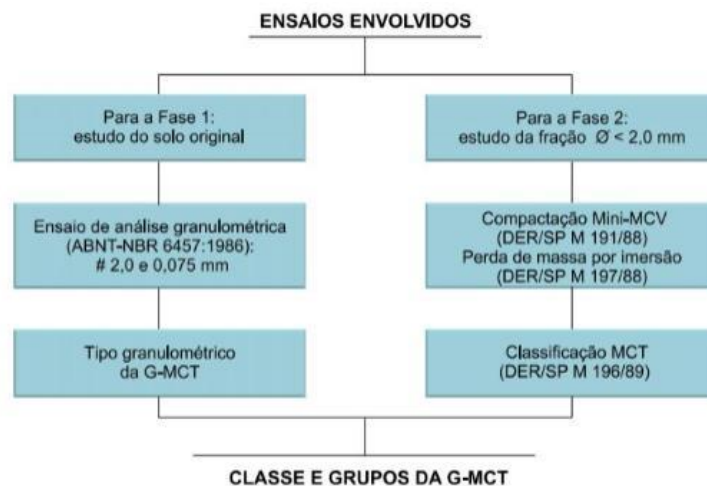 ENSAIOS ENVOLVIDOS
Para a Fase 1:
estudo do solo original
Para a Fase 2:
estudo da fração Ø < 2,0 mm
Ensaio de análise granulométrica
(ABNT-NBR 6457:1986):
# 2,0 e 0,075 mm
Compactação Mini-MCV
(DER/SP M 191/88)
Perda de massa por imersão
(DER/SP M 197/88)
Tipo granulométrico
da G-MCT
Classificação MCT
(DER/SP M 196/89)
CLASSE E GRUPOS DA G-MCT